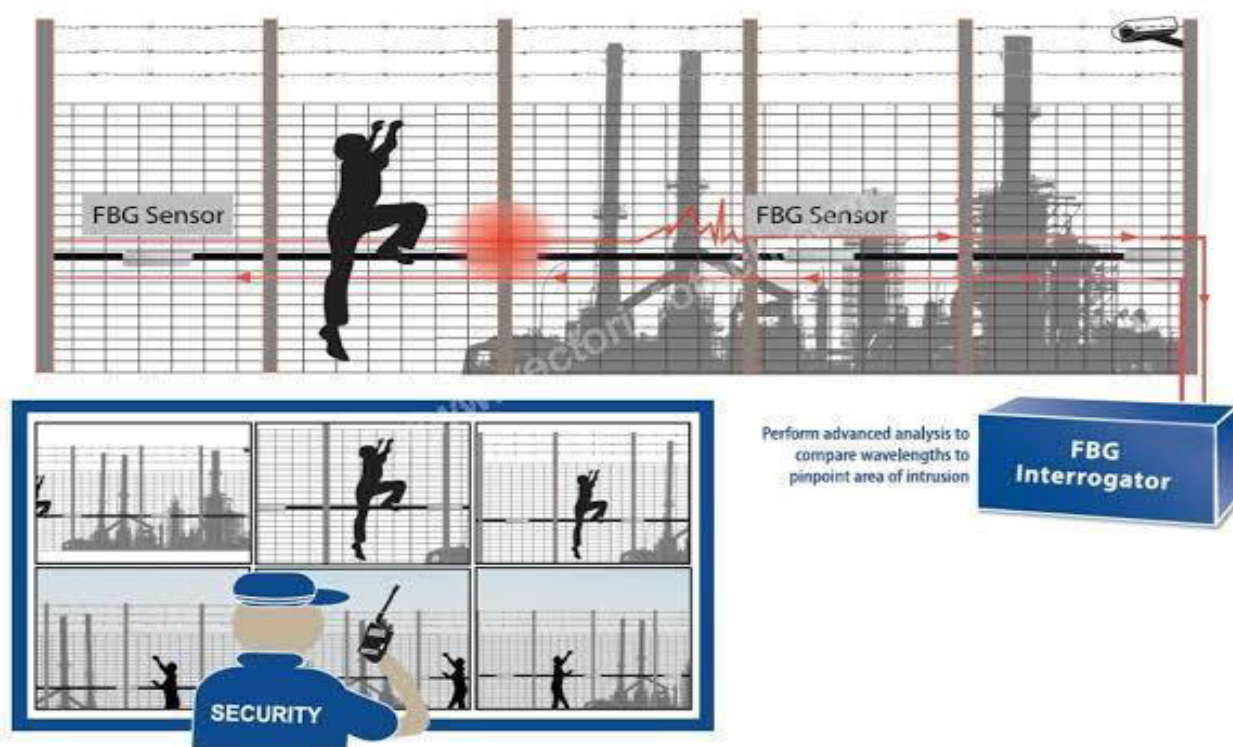 FBG Sensor
FBG Sensor
Perform advanced analysis to
compare wavelengths to
pinpoint area of intrusion
FBG
Interrogator
SECURITY